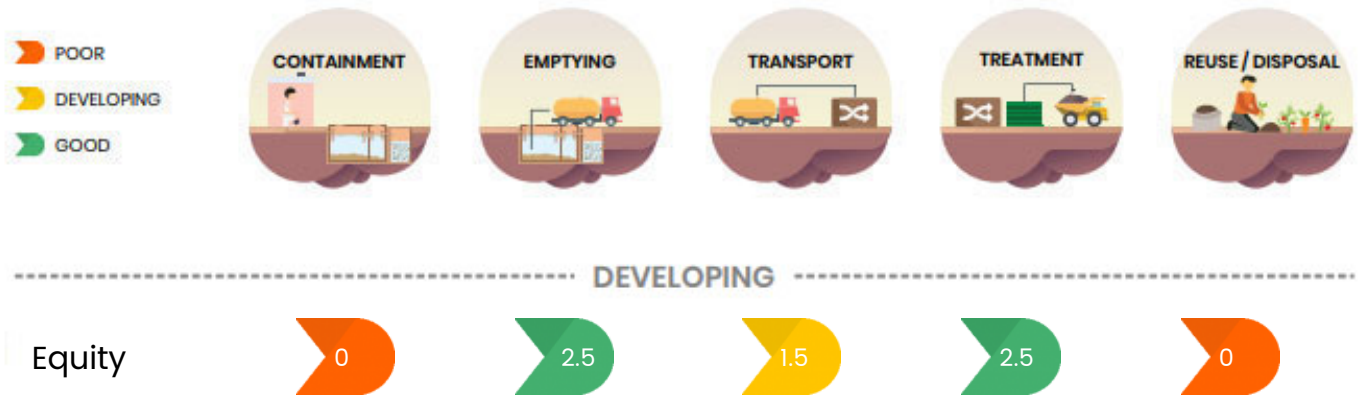 POOR
DEVELOPING
GOOD
CONTAINMENT
EMPTYING
TRANSPORT
TREATMENT
REUSE / DISPOSAL
DEVELOPING
Equity
0
2.5
1.5
2.5
0